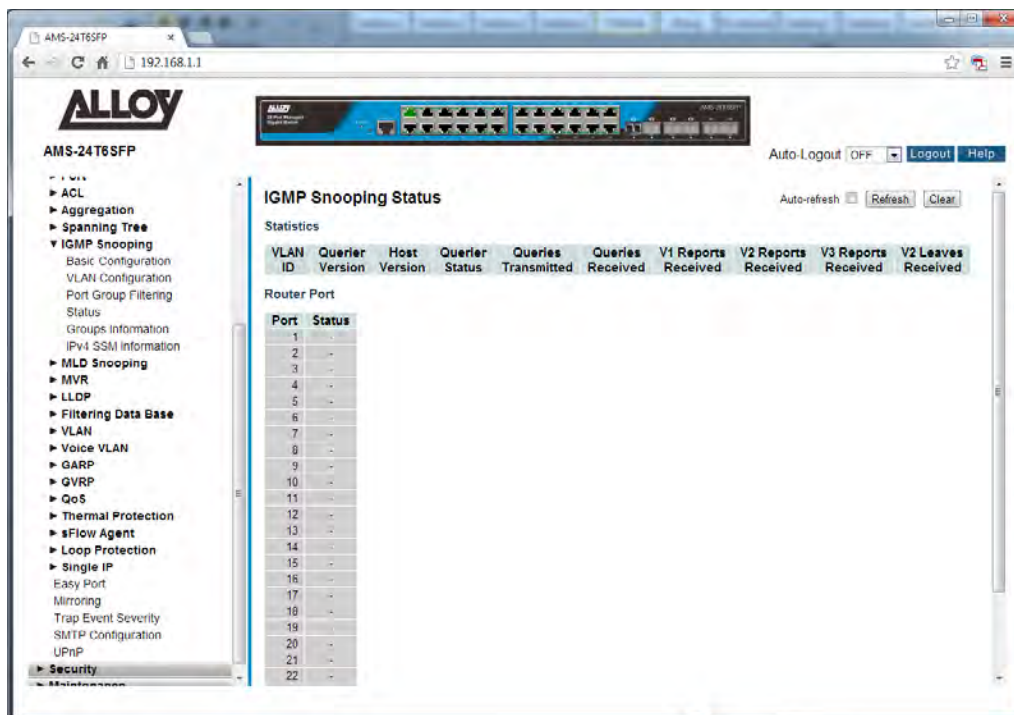 AMS-24T6SFP
192.168.1.1
ALLOY
ALLOY
AMS-24T6SFP
Auto-Logout OFF Logout Help
Port
ACL
Aggregation
Spanning Tree
IGMP Snooping
Basic Configuration
VLAN Configuration
Port Group Filtering
Status
Groups Information
IPv4 SSM Information
MLD Snooping
MVR
LLDP
Filtering Data Base
VLAN
Voice VLAN
GARP
GVRP
QoS
Thermal Protection
sFlow Agent
Loop Protection
Single IP
Easy Port
Mirroring
Trap Event Severity
SMTP Configuration
UPnP
Security
Maintenance
IGMP Snooping Status
Auto-refresh Refresh Clear
Statistics
VLAN ID Querier Version Host Version Querier Status Queries Transmitted Queries Received V1 Reports Received V2 Reports Received V3 Reports Received V2 Leaves Received
Router Port
Port Status
1 -
2 -
3 -
4 -
5 -
6 -
7 -
8 -
9 -
10 -
11 -
12 -
13 -
14 -
15 -
16 -
17 -
18 -
19 -
20 -
21 -
22 -